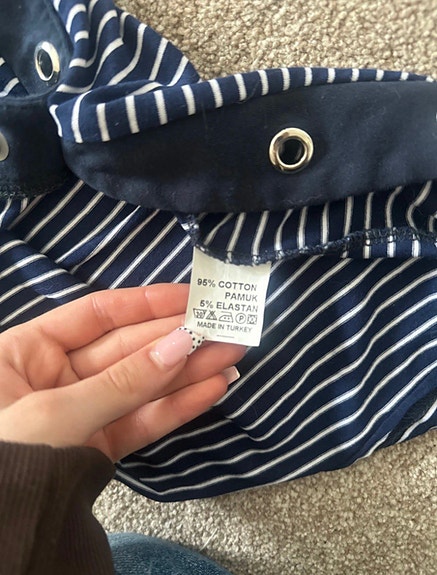 95% COTTON
PAMUK
5% ELASTAN
MADE IN TURKEY